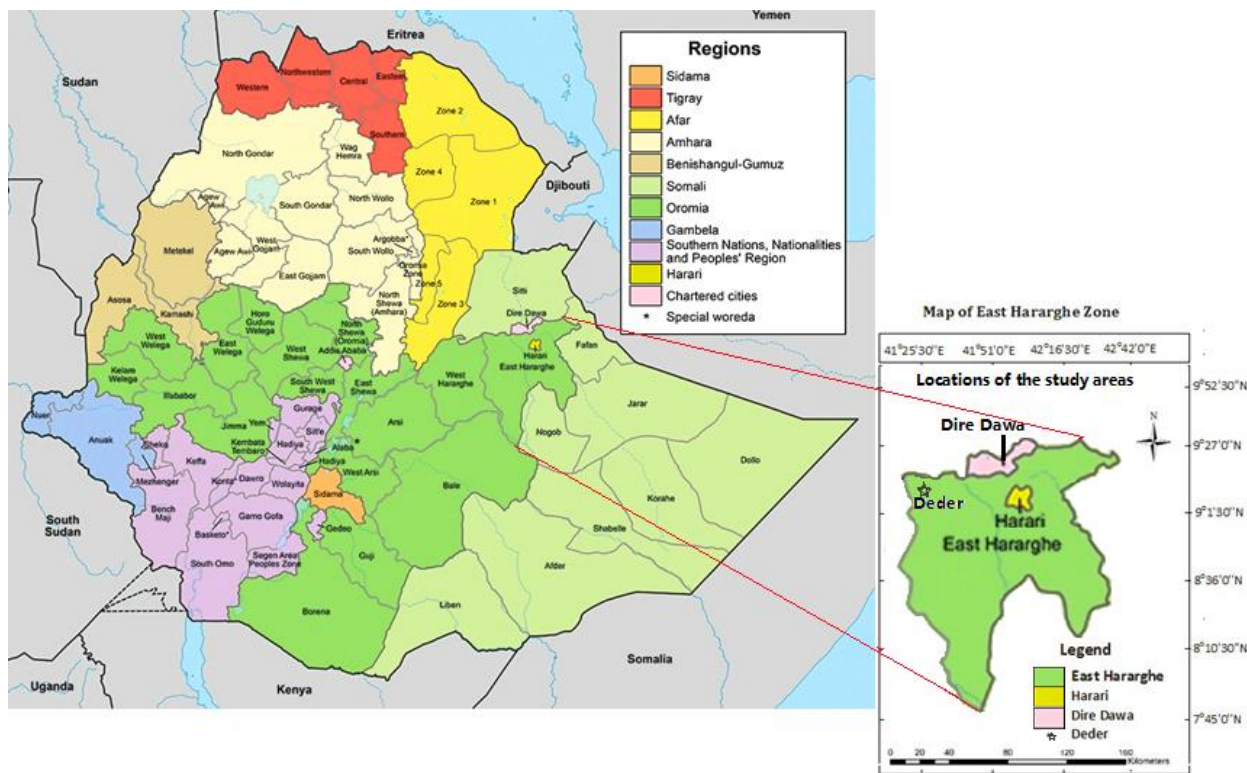 Yemen
Eritrea
Sudan
Djibouti
South
Sudan
Uganda
Kenya
Somalia
Regions
Sidama
Tigray
Afar
Amhara
Benishangul-Gumuz
Somali
Oromia
Gambela
Southern Nations, Nationalities
and Peoples' Region
Harari
Chartered cities
* Special woreda
Western
Northwestern
Central
Eastern
Southern
Zone 2
Zone 4
Zone 1
Zone 5
Zone 3
North Gondar
Wag
Hemra
Agew
Awi
South Gondar
North Wollo
Agew Awi
West
Gojam
East Gojam
Argobba*
South Wollo
Oromia
Zone
North
Shewa
(Amhara)
Metekel
Asosa
Kamashi
Sitti
Dire Dawa
Fafan
Harari
East Hararghe
West
Hararghe
Jarar
Nogob
Dollo
Korahe
Shabelle
Afder
Liben
West
Welega
Kelam
Welega
East
Welega
Horo
Guduru
Welega
West
Shewa
North
Shewa
(Oromia)
Addis Ababa
South West
Shewa
East
Shewa
Illubabor
Jimma
Arsi
West Arsi
Bale
Guji
Borena
Nuer
Anuak
Mezhenger
Sheka
Keffa
Bench
Maji
Yem
Gurage
Silt'e
Hadiya
Kembata
Tembaro
Hadiya
Alaba
*
Konta*
Dawro
Wolayita
Sidama
Gamo Gofa
Gedeo
Basketo*
South Omo
Segen Area
Peoples Zone
Map of East Hararghe Zone
41°25'30"E 41°51'0"E 42°16'30"E 42°42'0"E
Locations of the study areas
Dire Dawa
N
Deder
Harari
East Hararghe
9°52'30"N
9°27'0"N
9°1'30"N
8°36'0"N
8°10'30"N
7°45'0"N
Legend
East Hararghe
Harari
Dire Dawa
Deder
0 20 40 80 120 160
Kilometers